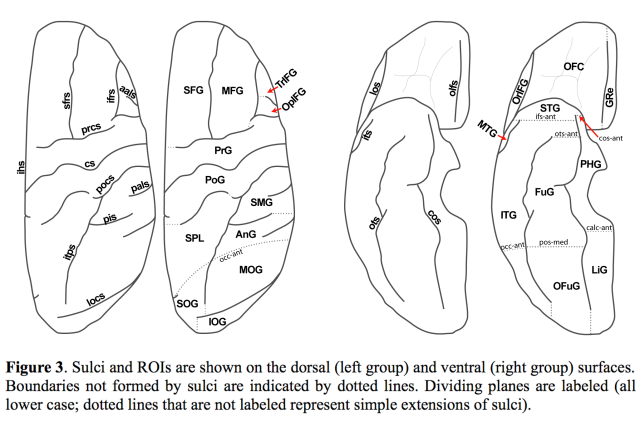 sfrs
ifrs
aals
prcs
ihs
cs
pocs
pals
pis
itps
locs
SFG
MFG
TriFG
OplFG
PrG
PoG
SMG
SPL
AnG
occ-ant
MOG
SOG
IOG
los
olfs
its
ots
cos
OFC
OrIFG
GRe
STG
ifs-ant
MTG
ots-ant
cos-ant
PHG
FuG
ITG
calc-ant
occ-ant
pos-med
LiG
OFuG
Figure 3. Sulci and ROIs are shown on the dorsal (left group) and ventral (right group) surfaces.
Boundaries not formed by sulci are indicated by dotted lines. Dividing planes are labeled (all
lower case; dotted lines that are not labeled represent simple extensions of sulci).